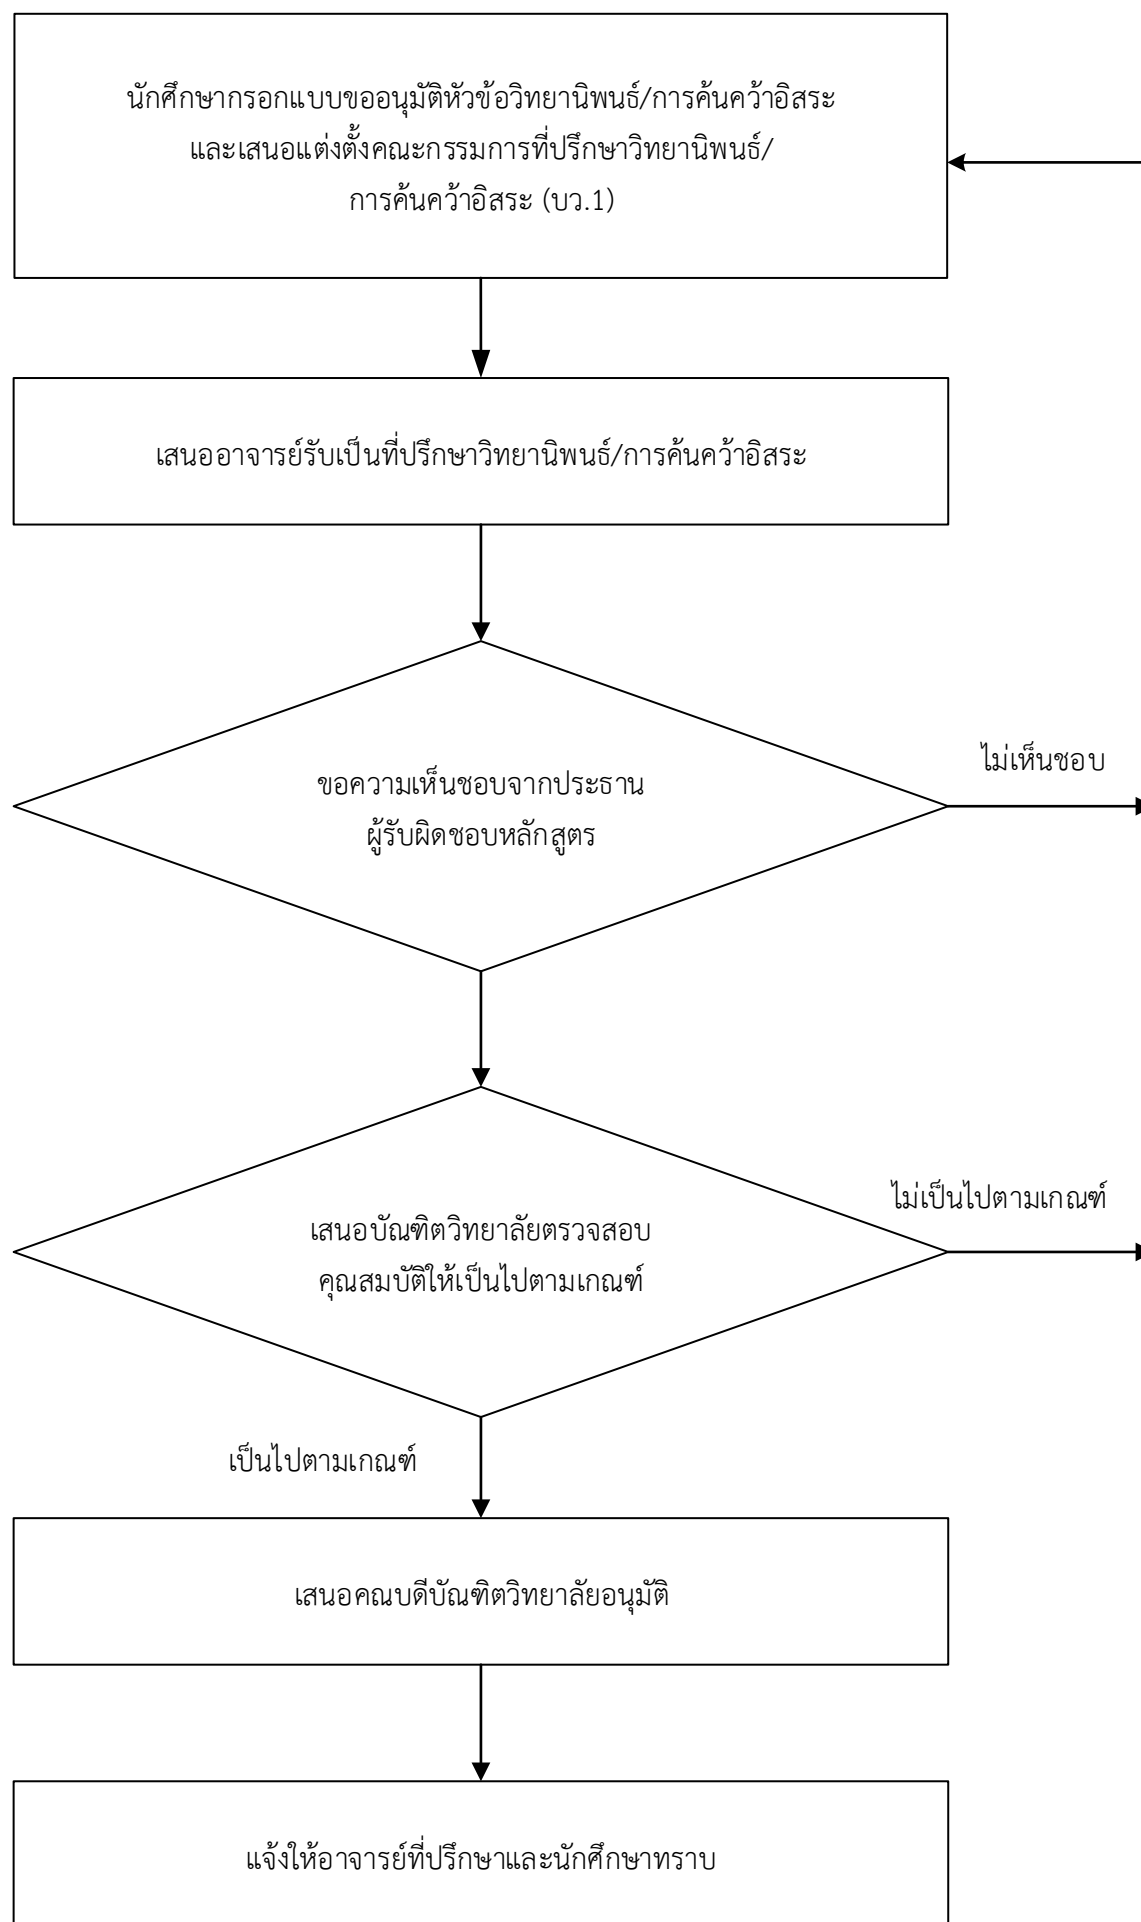 นักศึกษากรอกแบบขออนุมัติหัวข้อวิทยานิพนธ์/การค้นคว้าอิสระ
และเสนอแต่งตั้งคณะกรรมการที่ปรึกษาวิทยานิพนธ์/
การค้นคว้าอิสระ (บว.1)
เสนออาจารย์รับเป็นที่ปรึกษาวิทยานิพนธ์/การค้นคว้าอิสระ
ไม่เห็นชอบ
ขอความเห็นชอบจากประธาน
ผู้รับผิดชอบหลักสูตร
ไม่เป็นไปตามเกณฑ์
เสนอบัณฑิตวิทยาลัยตรวจสอบ
คุณสมบัติให้เป็นไปตามเกณฑ์
เป็นไปตามเกณฑ์
เสนอคณบดีบัณฑิตวิทยาลัยอนุมัติ
แจ้งให้อาจารย์ที่ปรึกษาและนักศึกษาทราบ